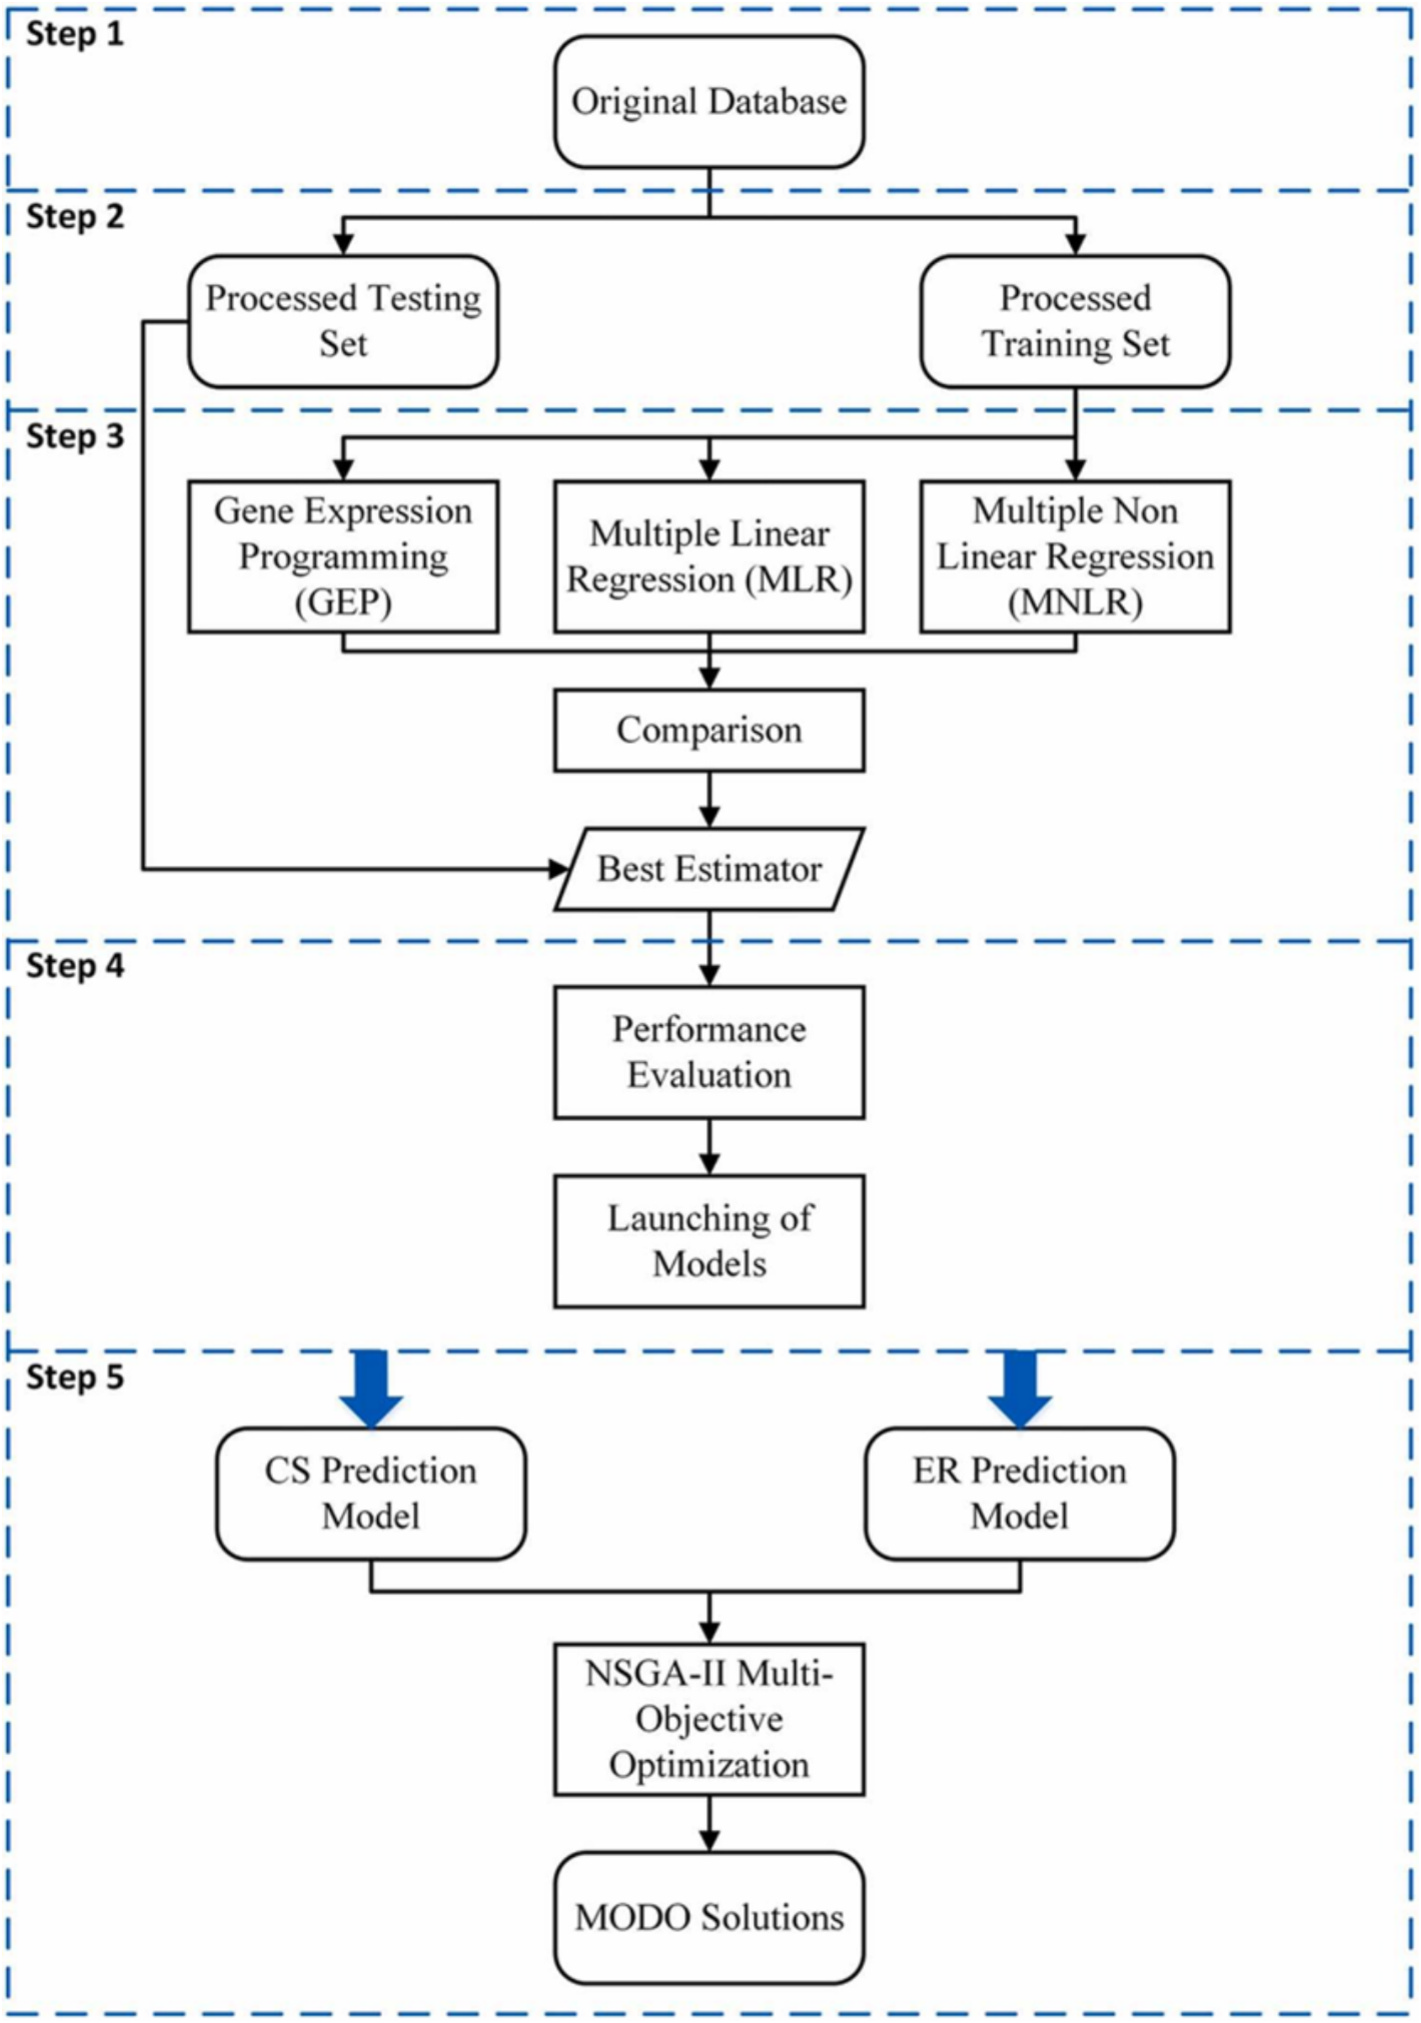 Step 1
Original Database
Step 2
Processed Testing
Set
Processed
Training Set
Step 3
Gene Expression
Programming
(GEP)
Multiple Linear
Regression (MLR)
Multiple Non
Linear Regression
(MNLR)
Comparison
Best Estimator
Step 4
Performance
Evaluation
Launching of
Models
Step 5
CS Prediction
Model
ER Prediction
Model
NSGA-II Multi-
Objective
Optimization
MODO Solutions